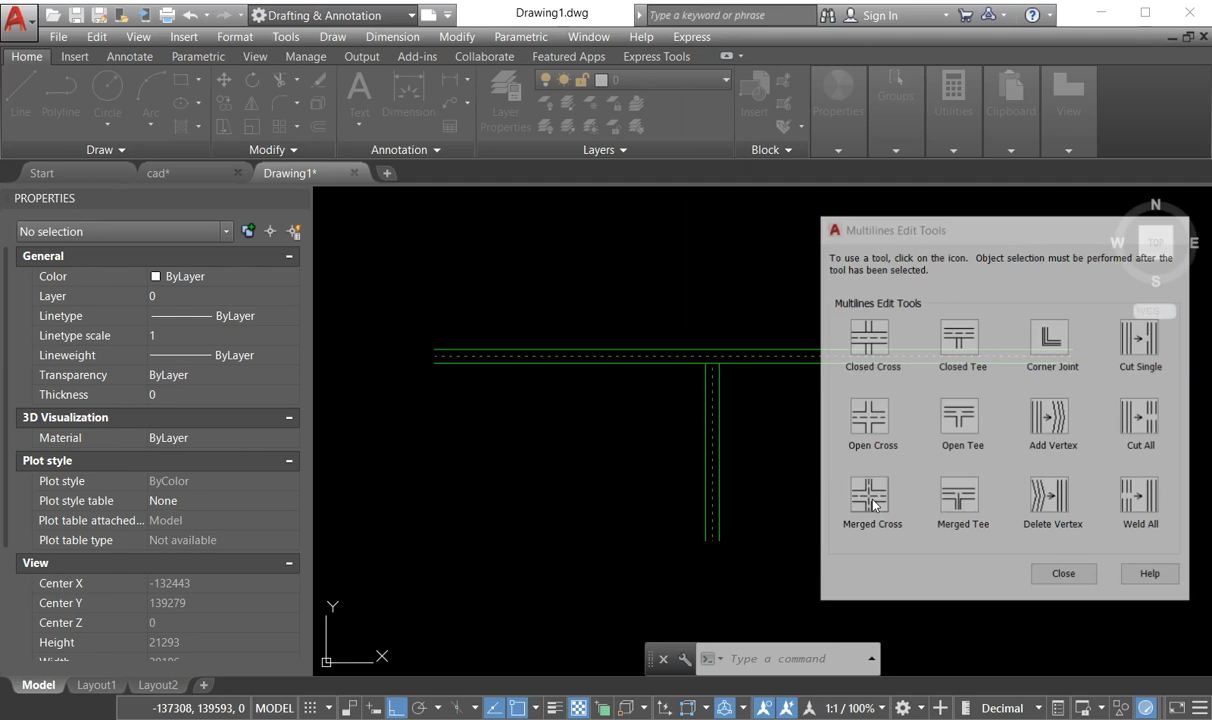 Drafting & Annotation
Drawing1.dwg
Type a keyword or phrase
Sign In
File Edit View Insert Format Tools Draw Dimension Modify Parametric Window Help Express
Home Insert Annotate Parametric View Manage Output Add-ins Collaborate Featured Apps Express Tools
0
Line Polyline Circle Arc
Text Dimension
Layer Properties
Insert
Properties
Groups
Utilities
Clipboard
View
Draw Modify Annotation Layers Block
Start cad* Drawing1*
PROPERTIES
No selection
General
Color ByLayer
Layer 0
Linetype ByLayer
Linetype scale 1
Lineweight ByLayer
Transparency ByLayer
Thickness 0
3D Visualization
Material ByLayer
Plot style
Plot style ByColor
Plot style table None
Plot table attached... Model
Plot table type Not available
View
Center X -132443
Center Y 139279
Center Z 0
Height 21293
N
W TOP E
S
WCS
Multilines Edit Tools
To use a tool, click on the icon. Object selection must be performed after the
tool has been selected.
Multilines Edit Tools
Closed Cross Closed Tee Corner Joint Cut Single
Open Cross Open Tee Add Vertex Cut All
Merged Cross Merged Tee Delete Vertex Weld All
Close Help
Y
X
Type a command
Model Layout1 Layout2
-137308, 139593, 0 MODEL 1:1 / 100% Decimal